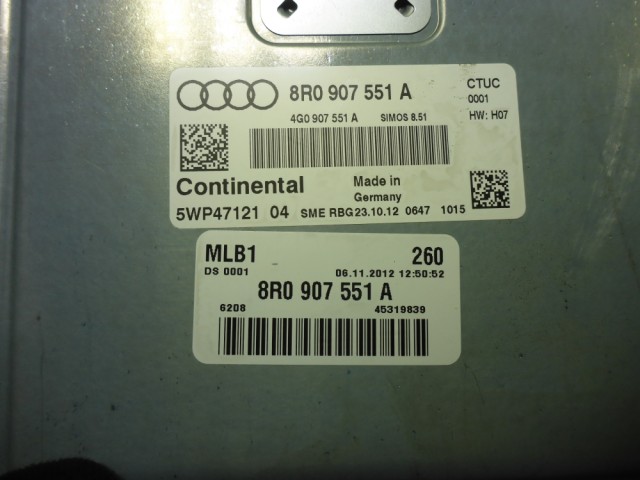 8R0 907 551 A
CTUC
0001
4G0 907 551 A SIMOS 8.51
HW: H07
Continental
Made in
Germany
5WP47121 04 SME RBG23.10.12 0647 1015
MLB1 260
DS 0001 06.11.2012 12:50:52
8R0 907 551 A
6208 45319839